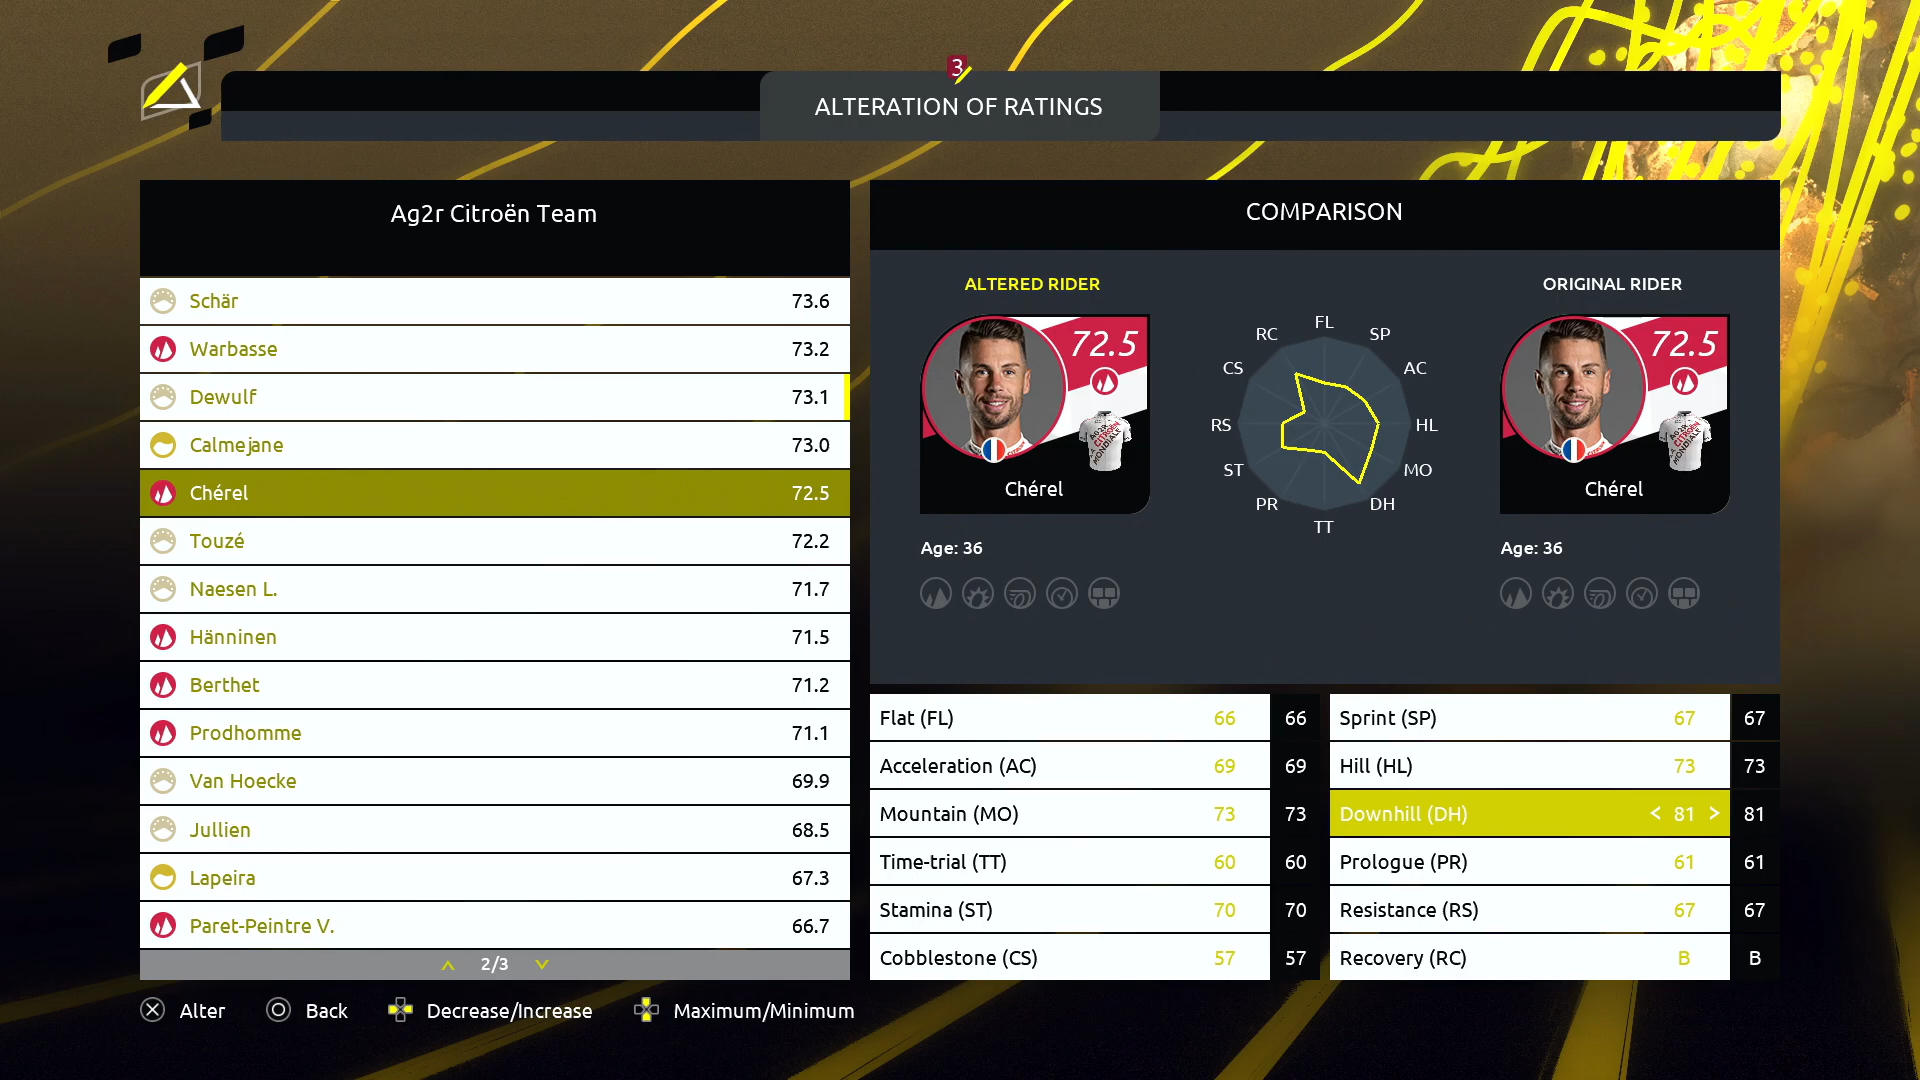 3
ALTERATION OF RATINGS
Ag2r Citroën Team
Schär 73.6
Warbasse 73.2
Dewulf 73.1
Calmejane 73.0
Chérel 72.5
Touzé 72.2
Naesen L. 71.7
Hänninen 71.5
Berthet 71.2
Prodhomme 71.1
Van Hoecke 69.9
Jullien 68.5
Lapeira 67.3
Paret-Peintre V. 66.7
2/3
COMPARISON
ALTERED RIDER
72.5
AG2R
CITROËN
MONDIALE
Chérel
Age: 36
FL
SP
AC
HL
MO
DH
TT
PR
ST
RS
CS
RC
ORIGINAL RIDER
72.5
AG2R
CITROËN
MONDIALE
Chérel
Age: 36
Flat (FL) 66 66
Sprint (SP) 67 67
Acceleration (AC) 69 69
Hill (HL) 73 73
Mountain (MO) 73 73
Downhill (DH) < 81 > 81
Time-trial (TT) 60 60
Prologue (PR) 61 61
Stamina (ST) 70 70
Resistance (RS) 67 67
Cobblestone (CS) 57 57
Recovery (RC) B B
Alter Back Decrease/Increase Maximum/Minimum